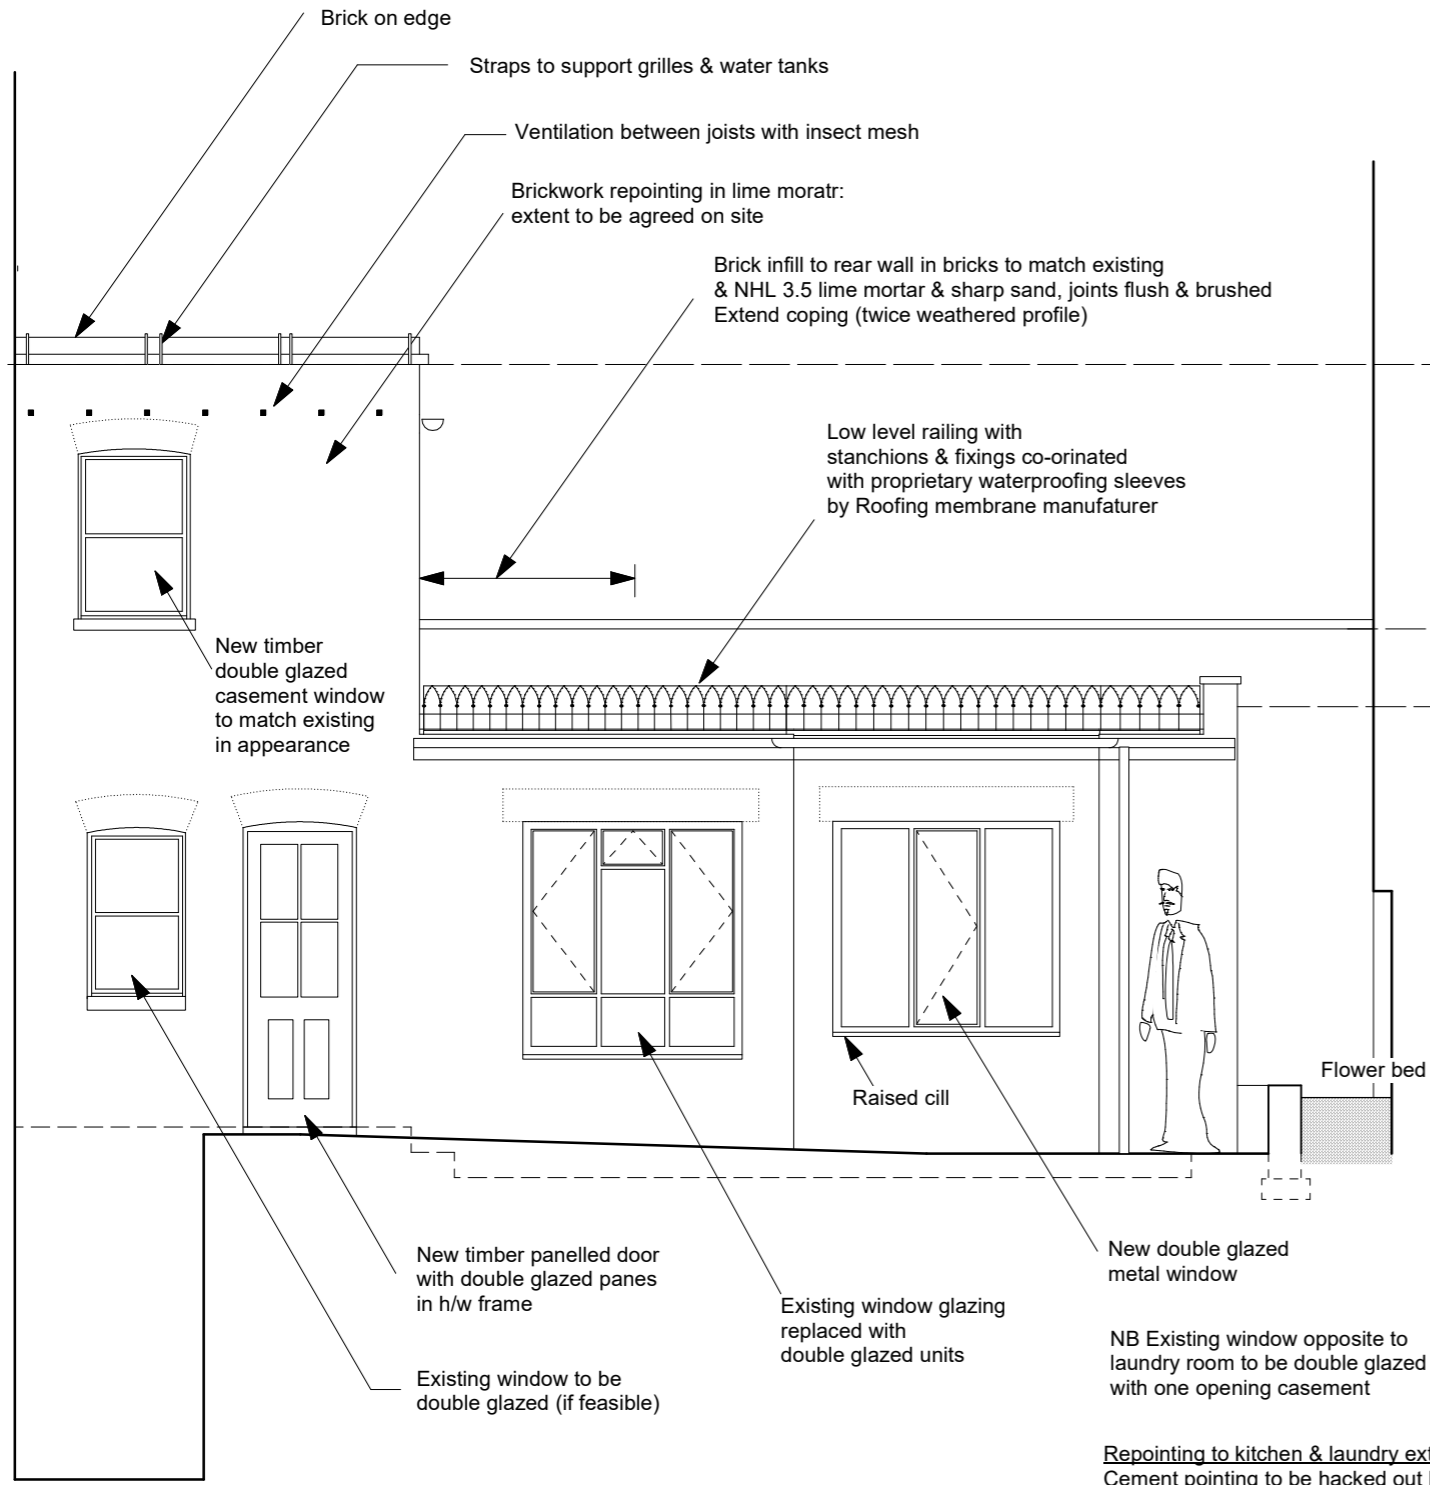 Brick on edge
Straps to support grilles & water tanks
Ventilation between joists with insect mesh
Brickwork repointing in lime moratr:
extent to be agreed on site
Brick infill to rear wall in bricks to match existing
& NHL 3.5 lime mortar & sharp sand, joints flush & brushed
Extend coping (twice weathered profile)
Low level railing with
stanchions & fixings co-orinated
with proprietary waterproofing sleeves
by Roofing membrane manufaturer
New timber
double glazed
casement window
to match existing
in appearance
Flower bed
Raised cill
New timber panelled door
with double glazed panes
in h/w frame
New double glazed
metal window
Existing window glazing
replaced with
double glazed units
NB Existing window opposite to
laundry room to be double glazed
with one opening casement
Existing window to be
double glazed (if feasible)
Repointing to kitchen & laundry ext
Cement pointing to be hacked out